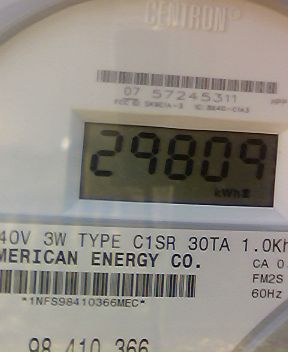 CENTRON®
07 57245311
29809
kWh
40V 3W TYPE C1SR 30TA 1.0Kh
MERICAN ENERGY CO.
CA 0.
FM2S
60Hz
*1NFS98410366MEC*
98 410 366